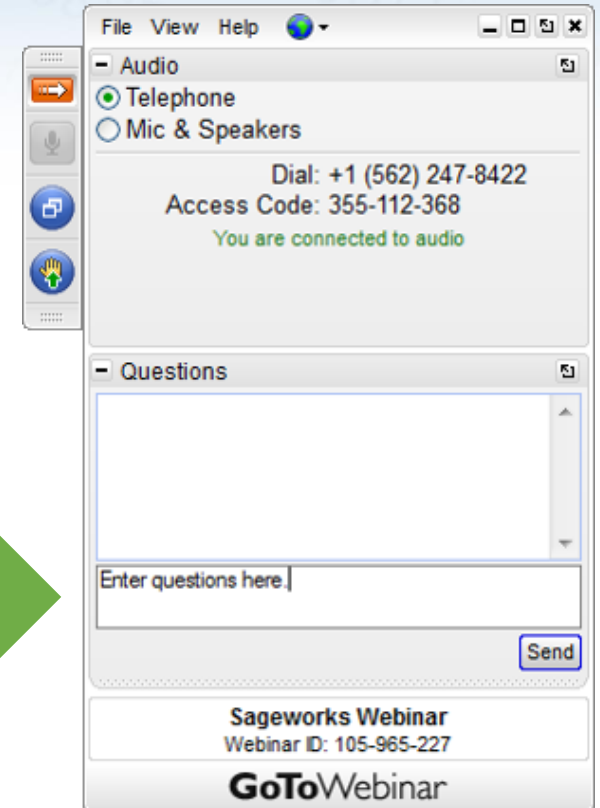 File View Help
Audio
Telephone
Mic & Speakers
Dial: +1 (562) 247-8422
Access Code: 355-112-368
You are connected to audio
Questions
Enter questions here.
Send
Sageworks Webinar
Webinar ID: 105-965-227
GoToWebinar